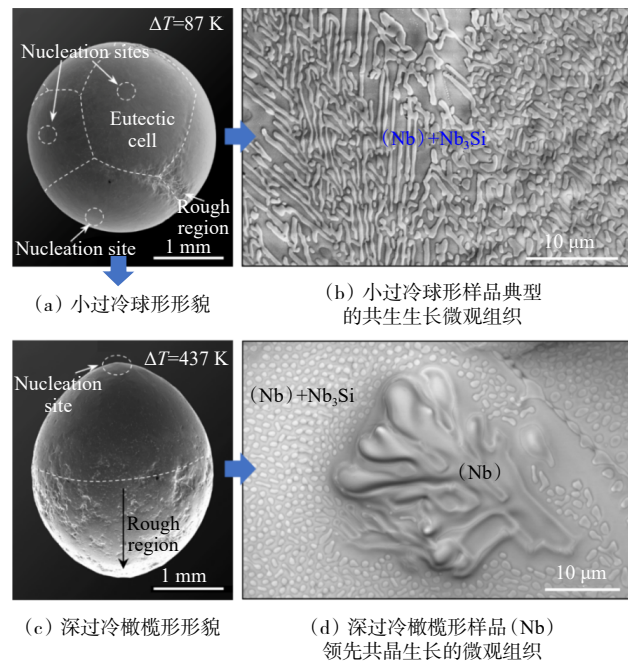 ΔT=87 K
Nucleation sites
Eutectic
cell
Rough
region
Nucleation site
1 mm
(Nb)+Nb₃Si
10 μm
（a）小过冷球形形貌
（b）小过冷球形样品典型
的共生生长微观组织
ΔT=437 K
Nucleation
site
Rough
region
1 mm
(Nb)+Nb₃Si
(Nb)
10 μm
（c）深过冷橄榄形形貌
（d）深过冷橄榄形样品(Nb)
领先共晶生长的微观组织